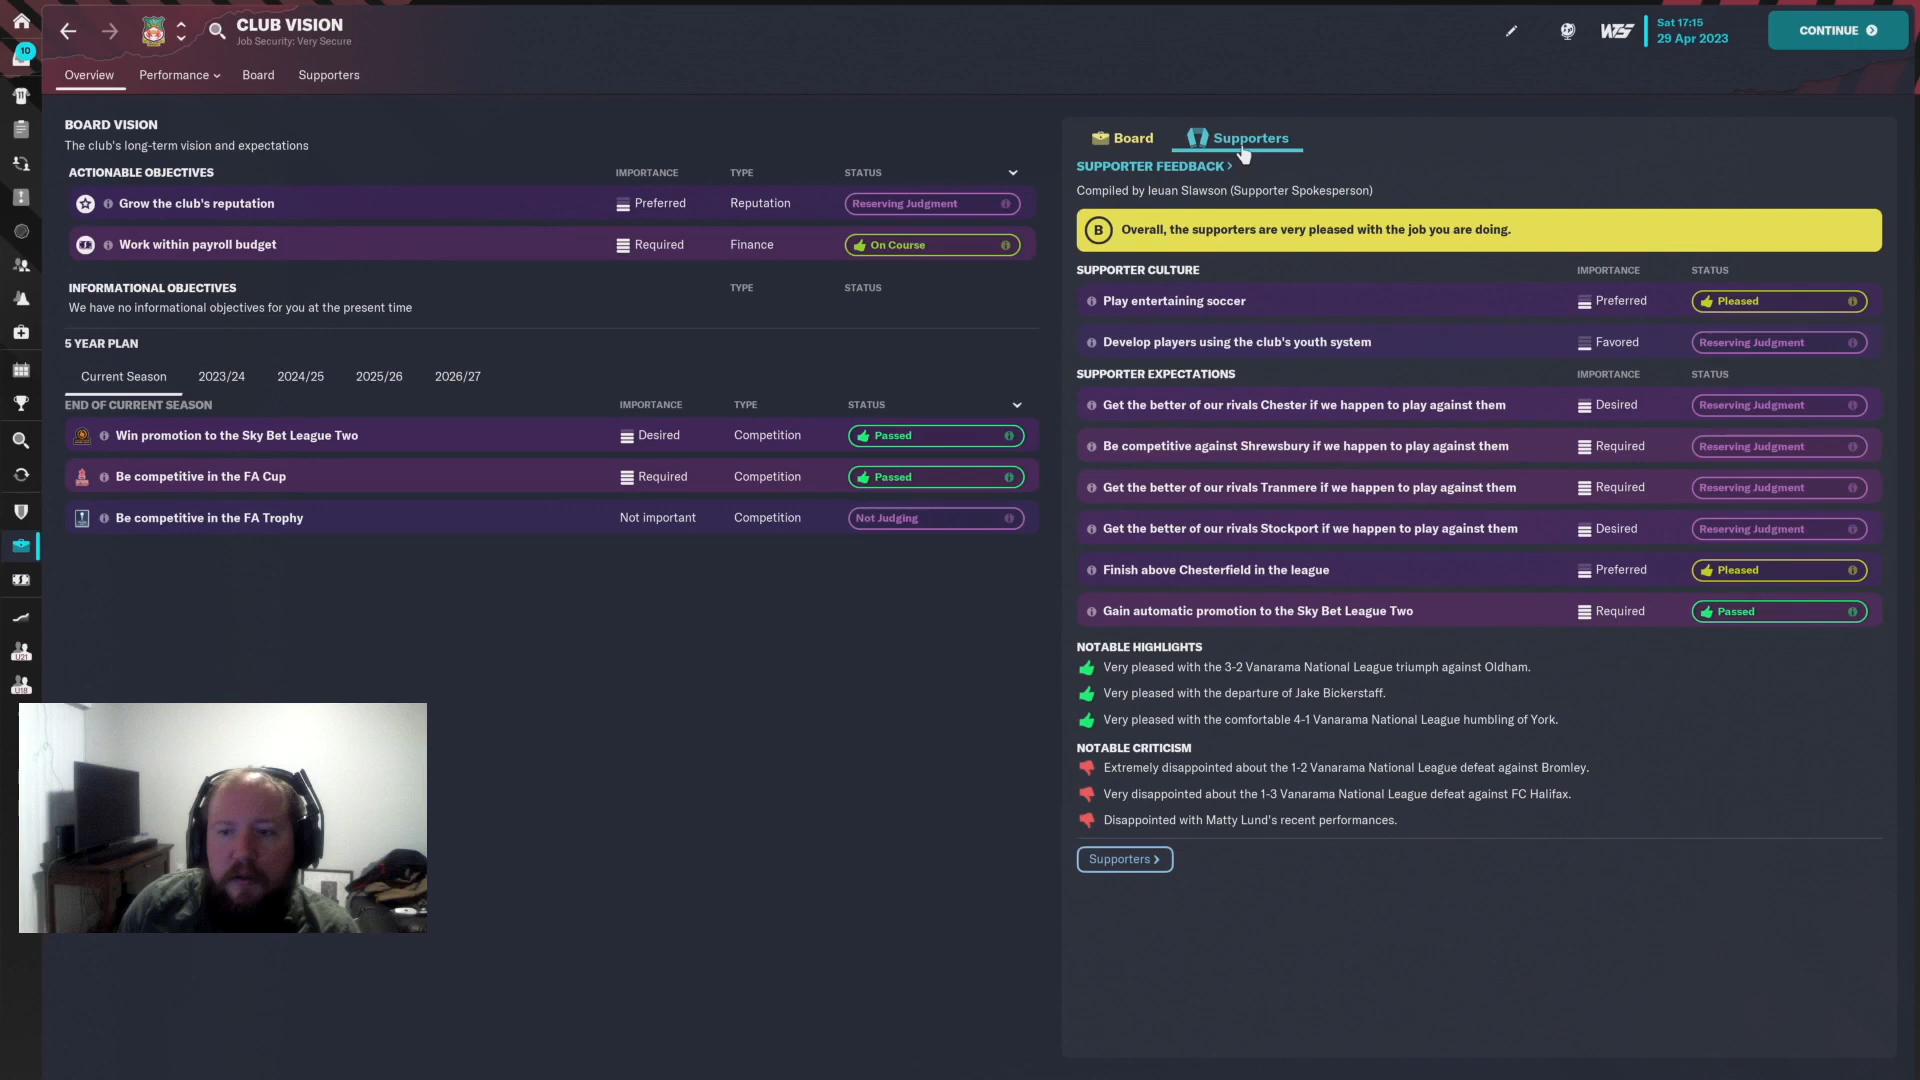 CLUB VISION
Job Security: Very Secure
Sat 17:15
29 Apr 2023
CONTINUE
10
Overview
Performance
Board
Supporters
BOARD VISION
The club's long-term vision and expectations
ACTIONABLE OBJECTIVES IMPORTANCE TYPE STATUS
Grow the club's reputation Preferred Reputation Reserving Judgment
Work within payroll budget Required Finance On Course
INFORMATIONAL OBJECTIVES TYPE STATUS
We have no informational objectives for you at the present time
5 YEAR PLAN
Current Season 2023/24 2024/25 2025/26 2026/27
END OF CURRENT SEASON IMPORTANCE TYPE STATUS
Win promotion to the Sky Bet League Two Desired Competition Passed
Be competitive in the FA Cup Required Competition Passed
Be competitive in the FA Trophy Not important Competition Not Judging
U21
U18
Board Supporters
SUPPORTER FEEDBACK >
Compiled by Ieuan Slawson (Supporter Spokesperson)
B Overall, the supporters are very pleased with the job you are doing.
SUPPORTER CULTURE IMPORTANCE STATUS
Play entertaining soccer Preferred Pleased
Develop players using the club's youth system Favored Reserving Judgment
SUPPORTER EXPECTATIONS IMPORTANCE STATUS
Get the better of our rivals Chester if we happen to play against them Desired Reserving Judgment
Be competitive against Shrewsbury if we happen to play against them Required Reserving Judgment
Get the better of our rivals Tranmere if we happen to play against them Required Reserving Judgment
Get the better of our rivals Stockport if we happen to play against them Desired Reserving Judgment
Finish above Chesterfield in the league Preferred Pleased
Gain automatic promotion to the Sky Bet League Two Required Passed
NOTABLE HIGHLIGHTS
Very pleased with the 3-2 Vanarama National League triumph against Oldham.
Very pleased with the departure of Jake Bickerstaff.
Very pleased with the comfortable 4-1 Vanarama National League humbling of York.
NOTABLE CRITICISM
Extremely disappointed about the 1-2 Vanarama National League defeat against Bromley.
Very disappointed about the 1-3 Vanarama National League defeat against FC Halifax.
Disappointed with Matty Lund's recent performances.
Supporters >